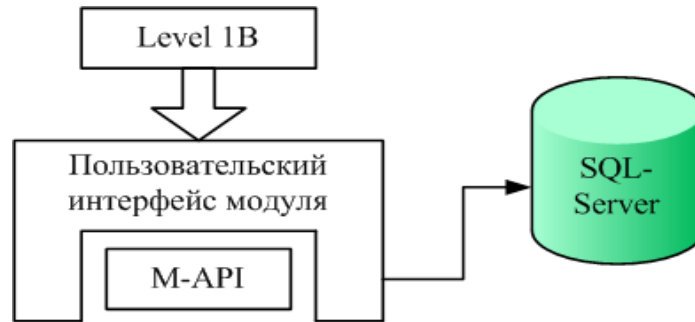 Level 1B
Пользовательский
интерфейс модуля
M-API
SQL-
Server